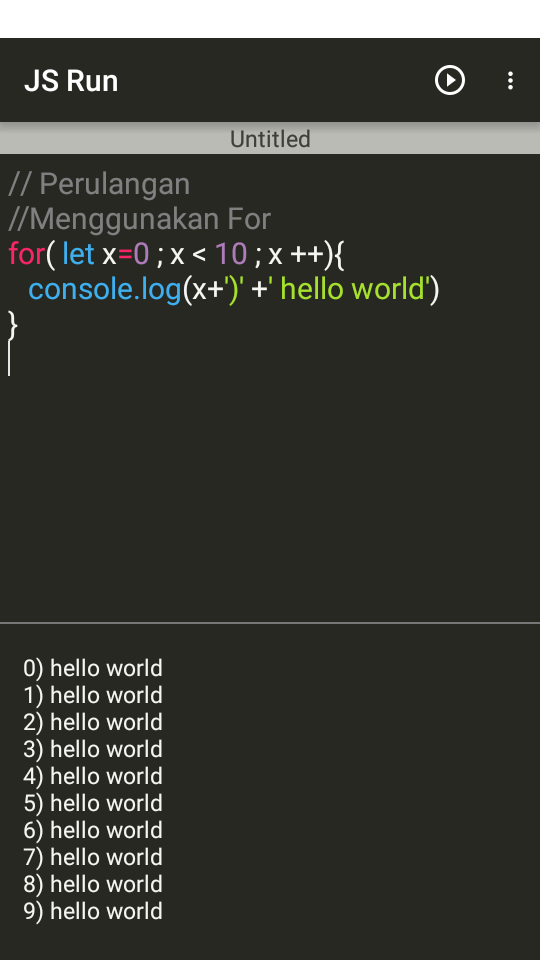 JS Run
Untitled
// Perulangan
//Menggunakan For
for( let x=0 ; x < 10 ; x ++){
console.log(x+')' +' hello world')
}
0) hello world
1) hello world
2) hello world
3) hello world
4) hello world
5) hello world
6) hello world
7) hello world
8) hello world
9) hello world